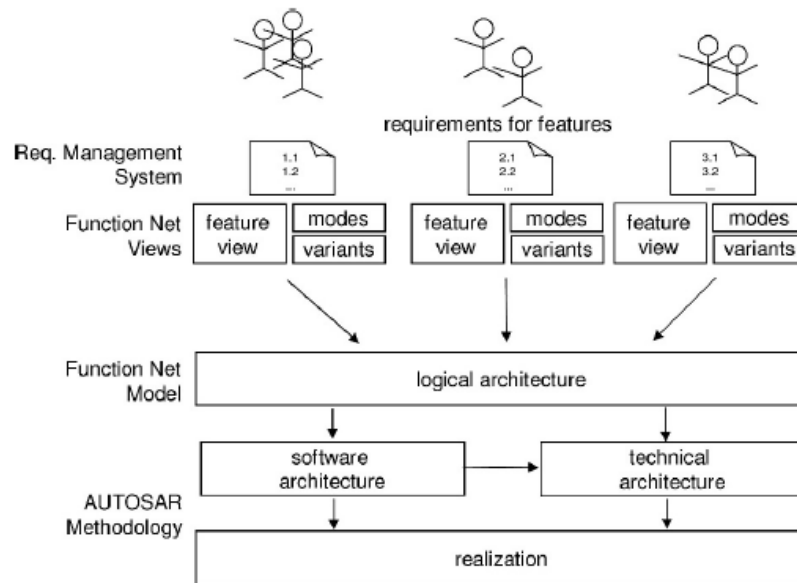 requirements for features
Req. Management
System
1.1
1.2
...
2.1
2.2
...
3.1
3.2
...
Function Net
Views
feature
view
modes
variants
feature
view
modes
variants
feature
view
modes
variants
Function Net
Model
logical architecture
software
architecture
technical
architecture
AUTOSAR
Methodology
realization